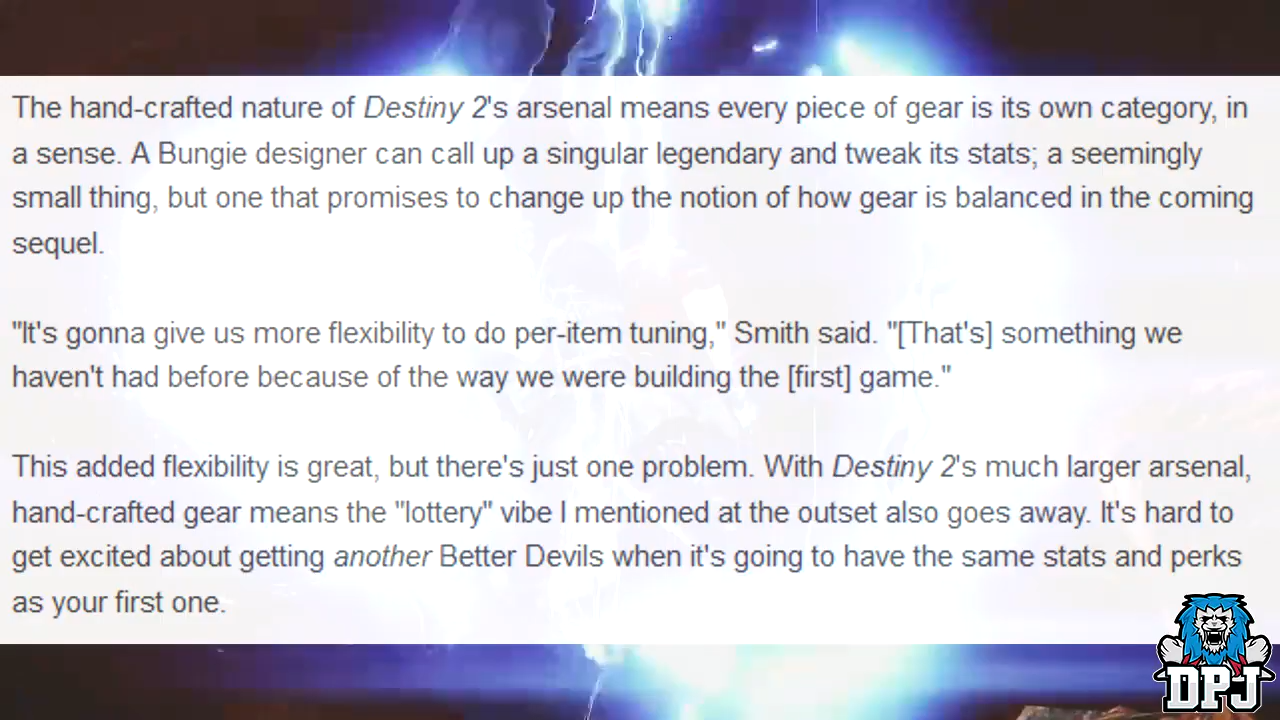 The hand-crafted nature of Destiny 2's arsenal means every piece of gear is its own category, in
a sense. A Bungie designer can call up a singular legendary and tweak its stats; a seemingly
small thing, but one that promises to change up the notion of how gear is balanced in the coming
sequel.
"It's gonna give us more flexibility to do per-item tuning," Smith said. "[That's] something we
haven't had before because of the way we were building the [first] game."
This added flexibility is great, but there's just one problem. With Destiny 2's much larger arsenal,
hand-crafted gear means the "lottery" vibe I mentioned at the outset also goes away. It's hard to
get excited about getting another Better Devils when it's going to have the same stats and perks
as your first one.
DPJ